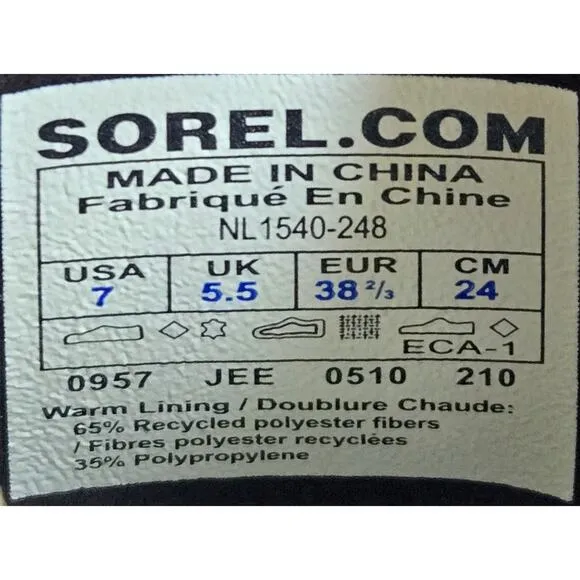 SOREL.COM
MADE IN CHINA
Fabriqué En Chine
NL1540-248
USA UK EUR CM
7 5.5 38 2/3 24
ECA-1
0957 JEE 0510 210
Warm Lining / Doublure Chaude:
65% Recycled polyester fibers
/ Fibres polyester recyclées
35% Polypropylene